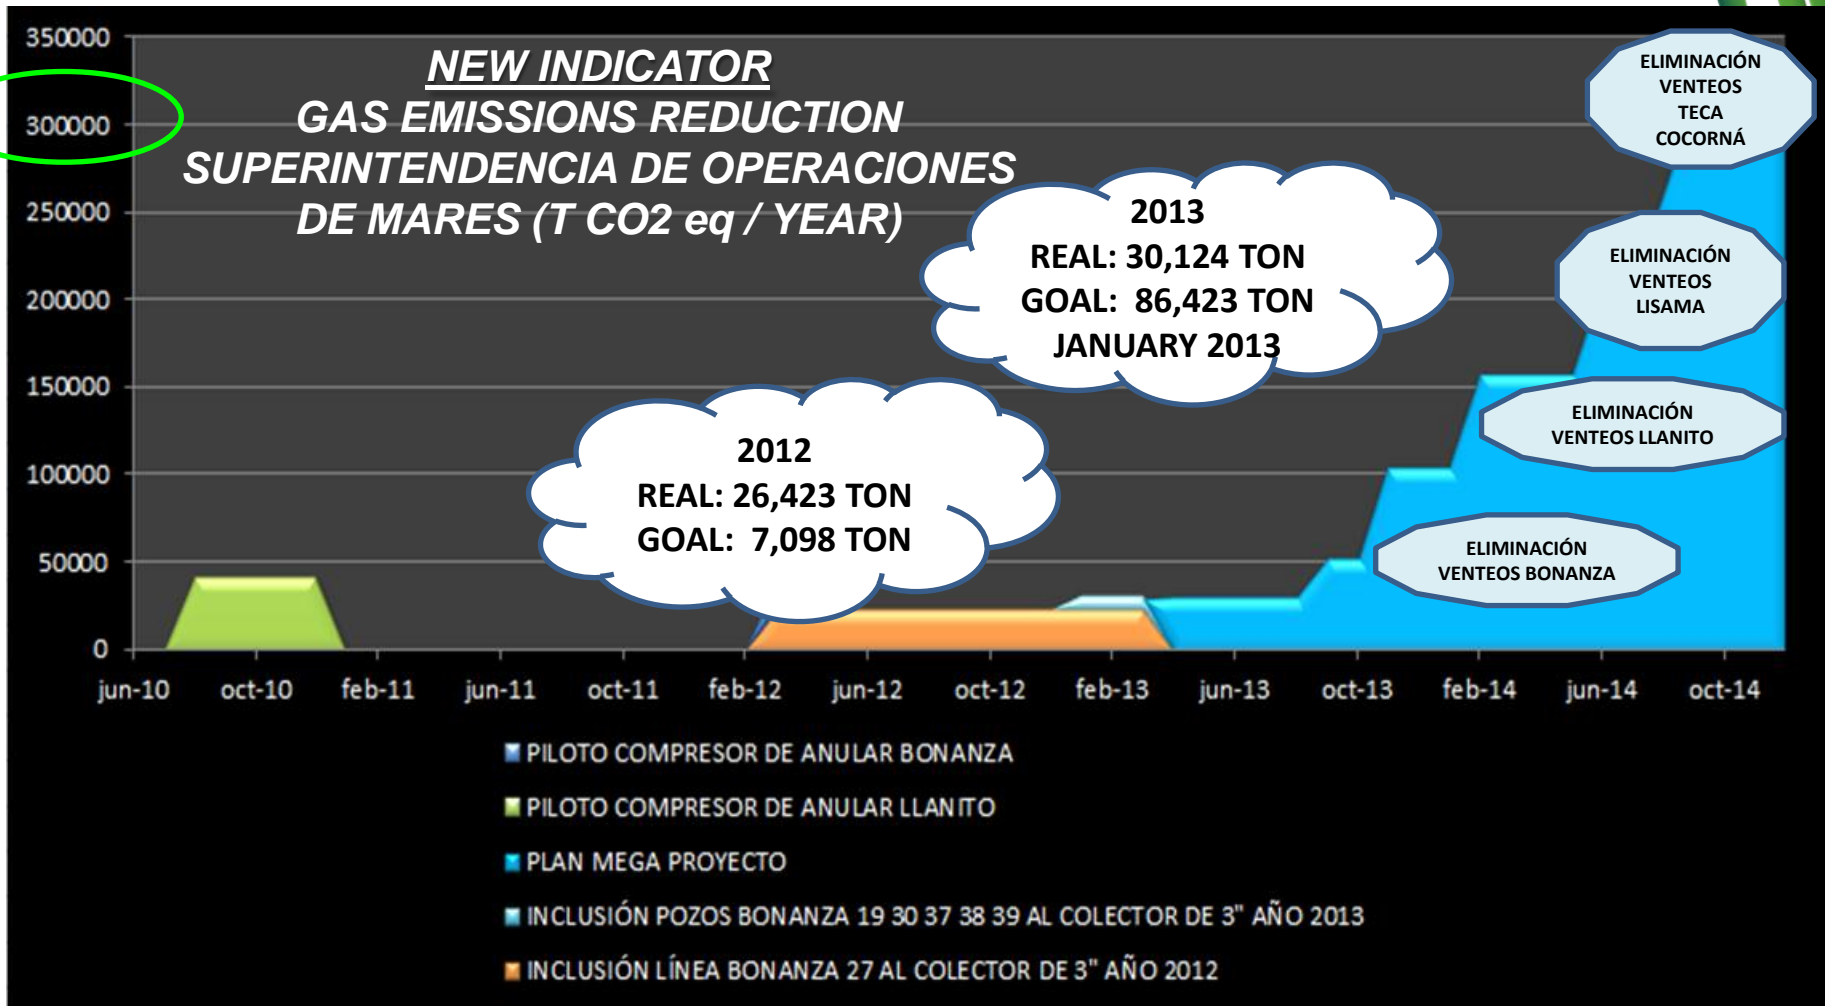 NEW INDICATOR
GAS EMISSIONS REDUCTION
SUPERINTENDENCIA DE OPERACIONES
DE MARES (T CO2 eq / YEAR)
350000
300000
250000
200000
150000
100000
50000
0
2013
REAL: 30,124 TON
GOAL: 86,423 TON
JANUARY 2013
2012
REAL: 26,423 TON
GOAL: 7,098 TON
ELIMINACIÓN
VENTEOS
TECA
COCORNÁ
ELIMINACIÓN
VENTEOS
LISAMA
ELIMINACIÓN
VENTEOS LLANITO
ELIMINACIÓN
VENTEOS BONANZA
jun-10 oct-10 feb-11 jun-11 oct-11 feb-12 jun-12 oct-12 feb-13 jun-13 oct-13 feb-14 jun-14 oct-14
PILOTO COMPRESOR DE ANULAR BONANZA
PILOTO COMPRESOR DE ANULAR LLANITO
PLAN MEGA PROYECTO
INCLUSIÓN POZOS BONANZA 19 30 37 38 39 AL COLECTOR DE 3" AÑO 2013
INCLUSIÓN LÍNEA BONANZA 27 AL COLECTOR DE 3" AÑO 2012